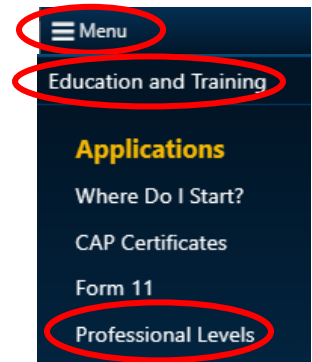 Menu
Education and Training
Applications
Where Do I Start?
CAP Certificates
Form 11
Professional Levels